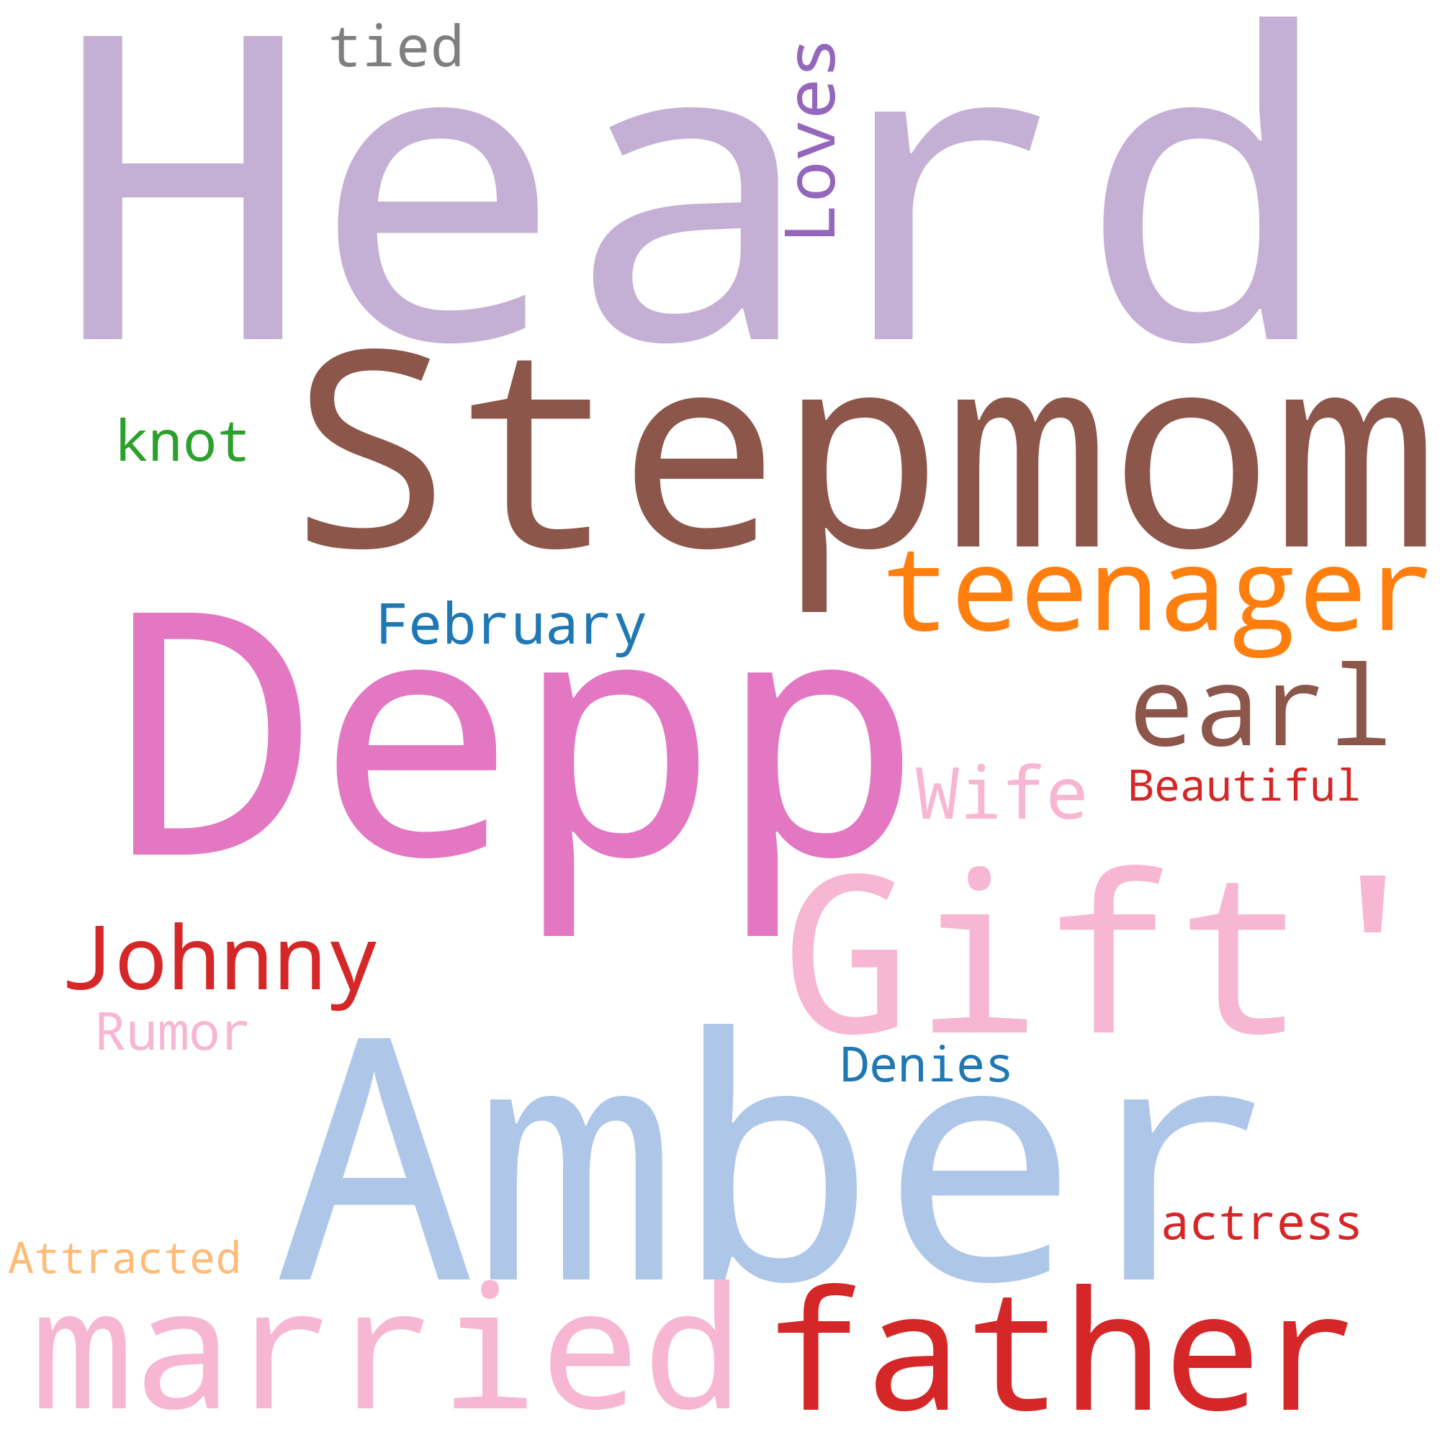 tied
Loves
Heard
Stepmom
knot
teenager
February
Depp
earl
Wife
Beautiful
Gift'
Johnny
Rumor
Denies
Amber
actress
Attracted
married
father